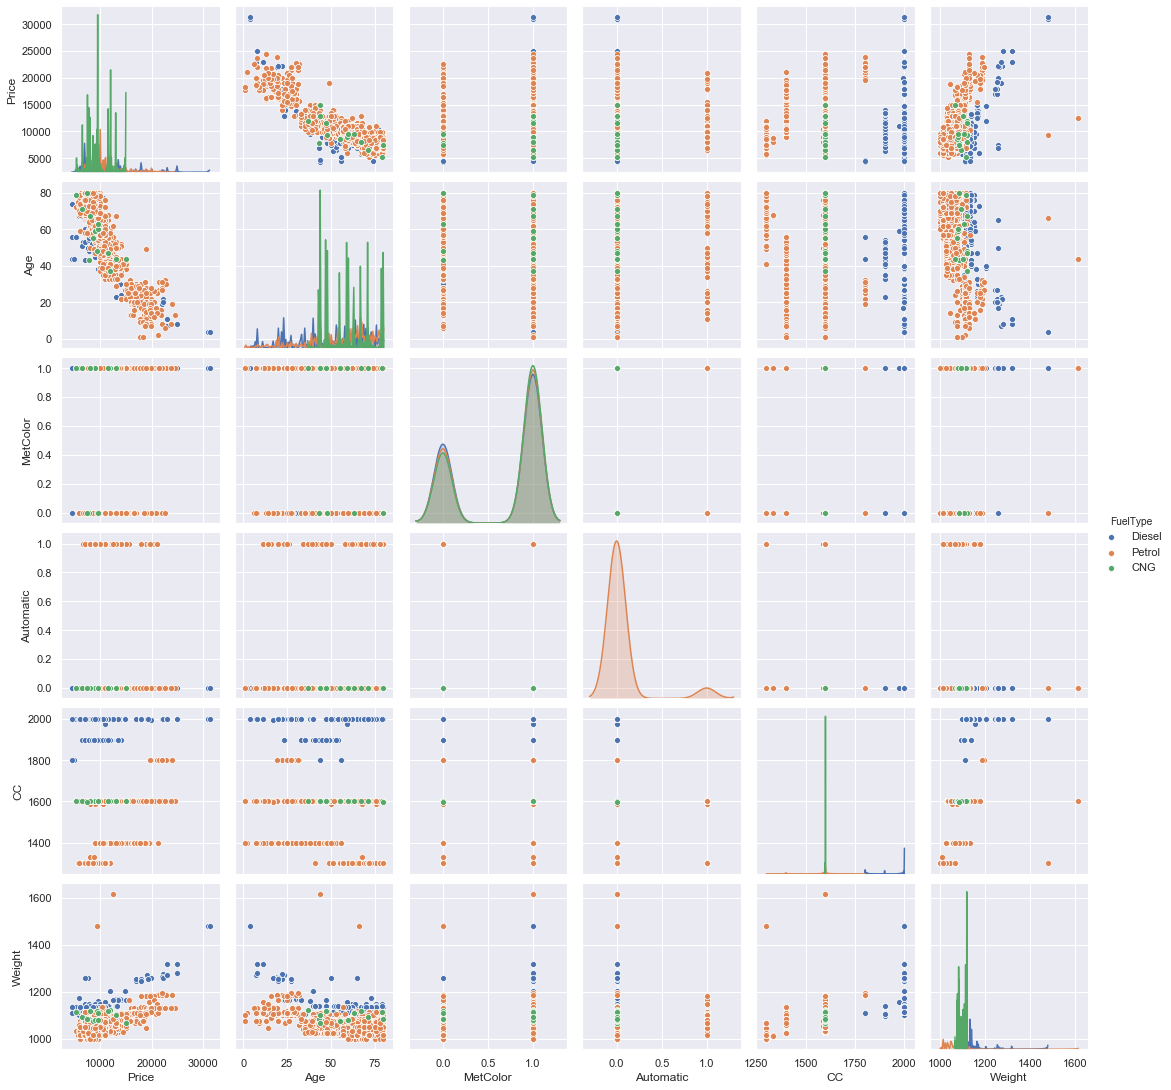 30000
25000
20000
15000
10000
5000
Price
80
60
40
20
0
Age
1.0
0.8
0.6
0.4
0.2
0.0
MetColor
1.0
0.8
0.6
0.4
0.2
0.0
Automatic
2000
1800
1600
1400
CC
1600
1400
1200
1000
Weight
10000 20000 30000
Price
0 25 50 75
Age
0.0 0.5 1.0
MetColor
0.0 0.5 1.0
Automatic
1250 1500 1750 2000
CC
1000 1200 1400 1600
Weight
FuelType
Diesel
Petrol
CNG